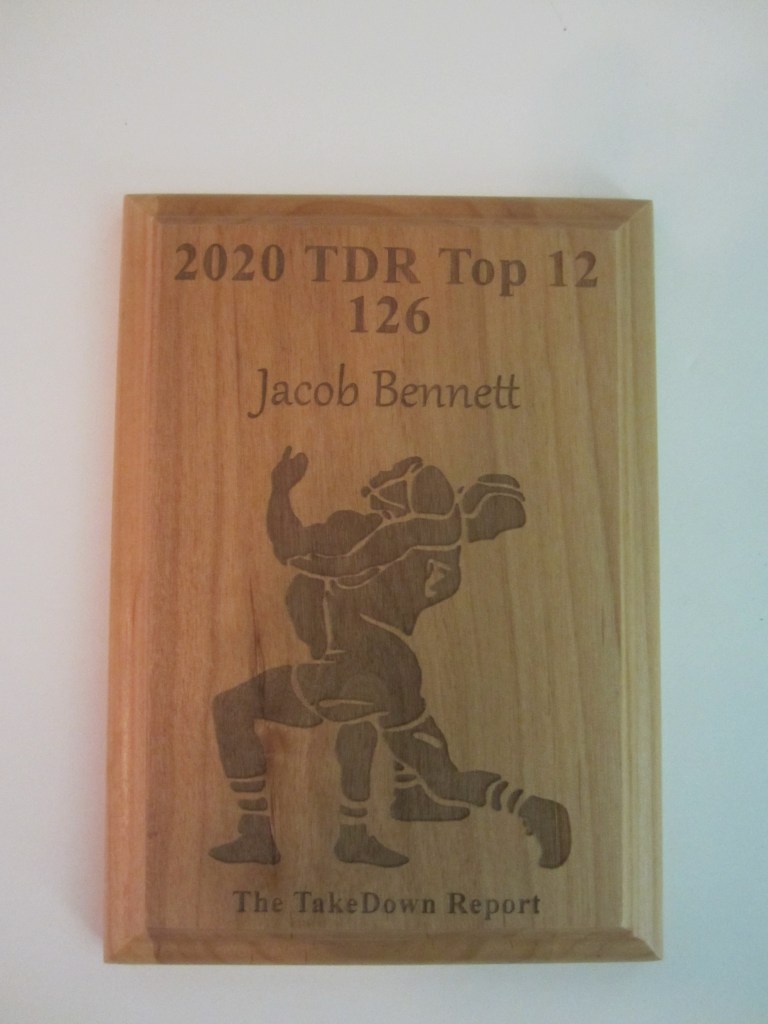 2020 TDR Top 12
126
Jacob Bennett
The TakeDown Report